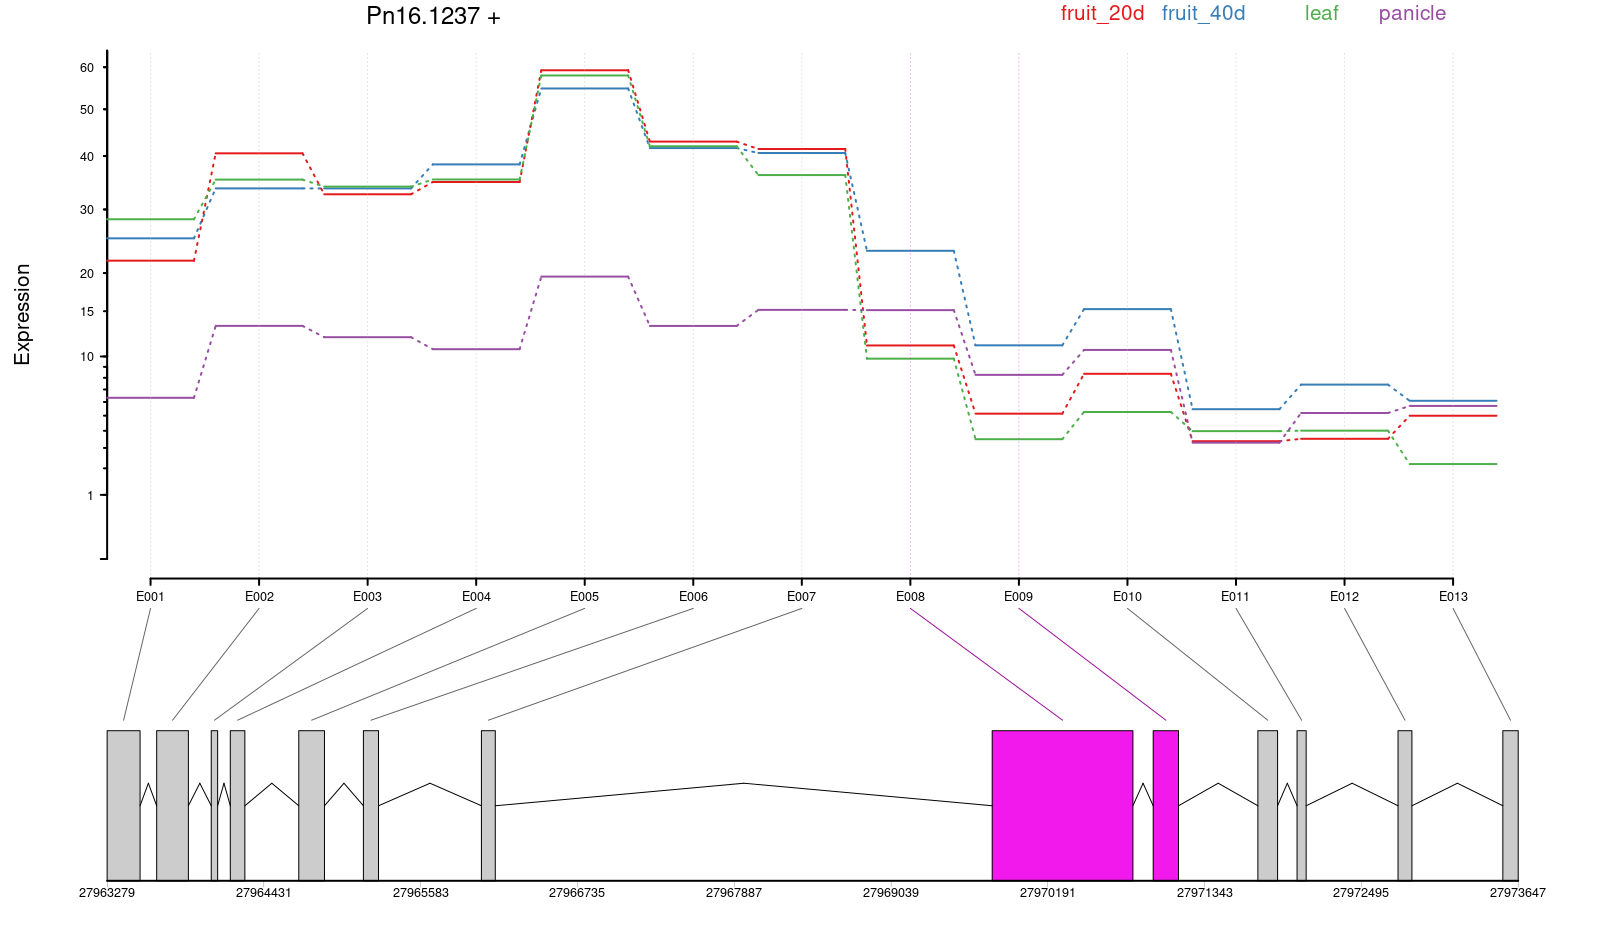 Pn16.1237 +
fruit_20d fruit_40d leaf panicle
Expression
60
50
40
30
20
15
10
1
E001 E002 E003 E004 E005 E006 E007 E008 E009 E010 E011 E012 E013
27963279 27964431 27965583 27966735 27967887 27969039 27970191 27971343 27972495 27973647